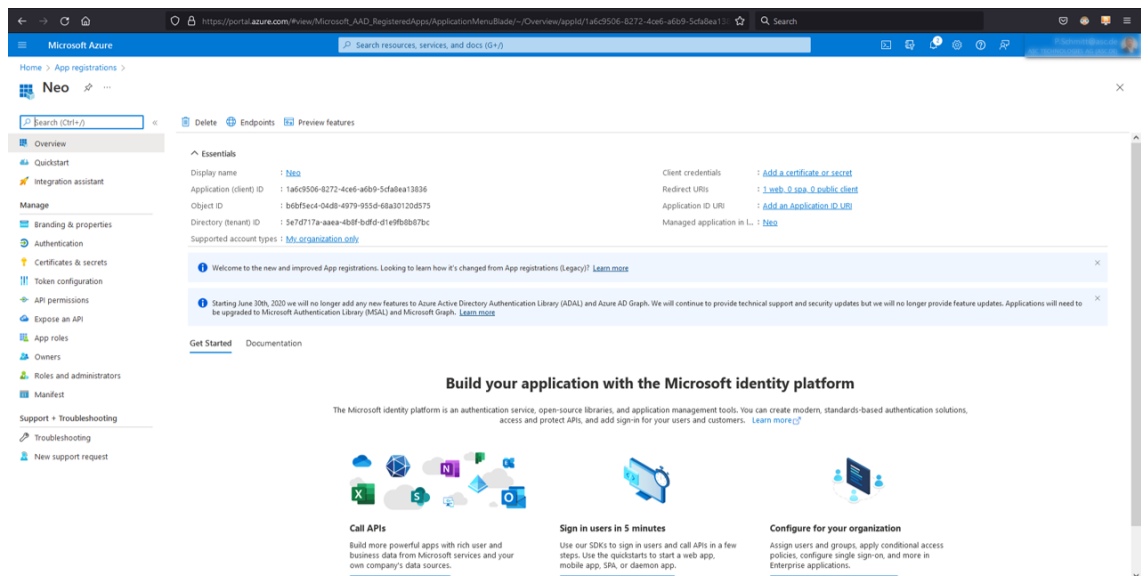 https://portal.azure.com/#view/Microsoft_AAD_RegisteredApps/ApplicationMenuBlade/~/Overview/appId/1a6c9506-8272-4ce6-a6b9-5cfa8ea13
Search
Microsoft Azure
Search resources, services, and docs (G+/)
Home > App registrations >
Neo
Search (Ctrl+/)
Delete
Endpoints
Preview features
Overview
Quickstart
Integration assistant
Manage
Branding & properties
Authentication
Certificates & secrets
Token configuration
API permissions
Expose an API
App roles
Owners
Roles and administrators
Manifest
Support + Troubleshooting
Troubleshooting
New support request
Essentials
Display name : Neo
Application (client) ID : 1a6c9506-8272-4ce6-a6b9-5cfa8ea13836
Object ID : b6bf5ec4-04d8-4979-955d-68a30120d575
Directory (tenant) ID : 5e7d717a-aaea-4b8f-bdfd-d1e9fb8b87bc
Supported account types : My organization only
Client credentials : Add a certificate or secret
Redirect URIs : 1 web, 0 spa, 0 public client
Application ID URI : Add an Application ID URI
Managed application in l... : Neo
Welcome to the new and improved App registrations. Looking to learn how it's changed from App registrations (Legacy)? Learn more
Starting June 30th, 2020 we will no longer add any new features to Azure Active Directory Authentication Library (ADAL) and Azure AD Graph. We will continue to provide technical support and security updates but we will no longer provide feature updates. Applications will need to
be upgraded to Microsoft Authentication Library (MSAL) and Microsoft Graph. Learn more
Get Started
Documentation
Build your application with the Microsoft identity platform
The Microsoft identity platform is an authentication service, open-source libraries, and application management tools. You can create modern, standards-based authentication solutions,
access and protect APIs, and add sign-in for your users and customers. Learn more
Call APIs
Build more powerful apps with rich user and
business data from Microsoft services and your
own company's data sources.
Sign in users in 5 minutes
Use our SDKs to sign in users and call APIs in a few
steps. Use the quickstarts to start a web app,
mobile app, SPA, or daemon app.
Configure for your organization
Assign users and groups, apply conditional access
policies, configure single sign-on, and more in
Enterprise applications.